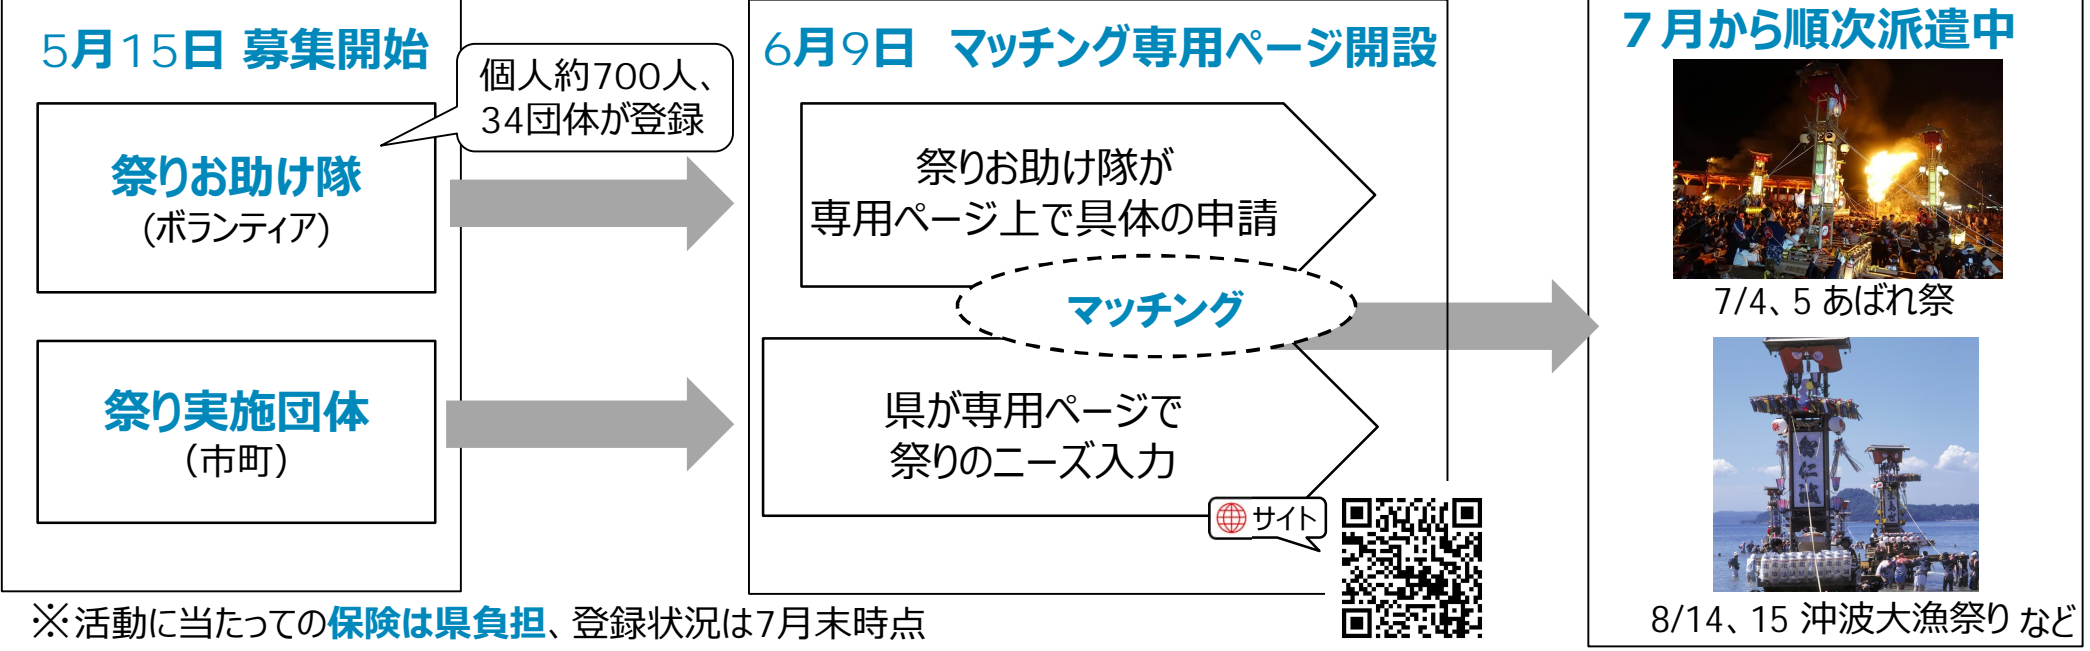 5月15日 募集開始
個人約700人、
34団体が登録
祭りお助け隊
(ボランティア)
祭り実施団体
(市町)
6月9日 マッチング専用ページ開設
祭りお助け隊が
専用ページ上で具体の申請
マッチング
県が専用ページで
祭りのニーズ入力
サイト
7月から順次派遣中
7/4、5 あばれ祭
8/14、15 沖波大漁祭り など
※活動に当たっての保険は県負担、登録状況は7月末時点